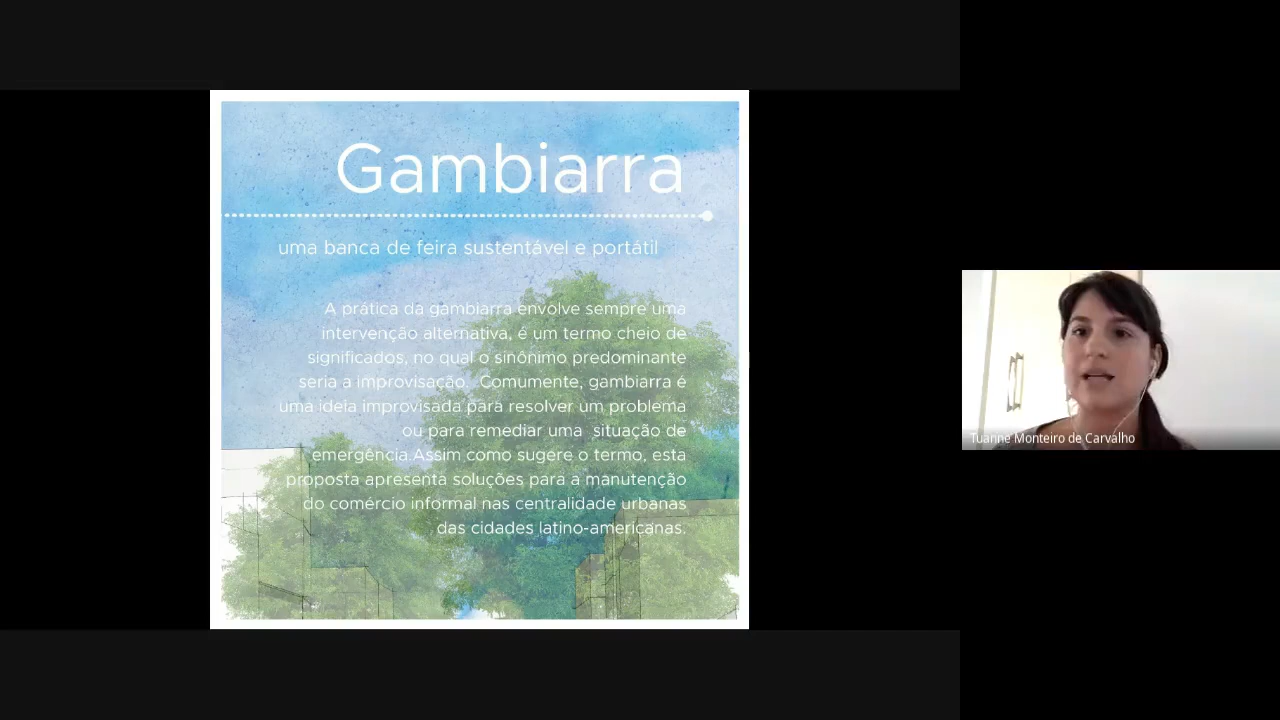 Gambiarra
uma banca de feira sustentável e portátil
A prática da gambiarra envolve sempre uma
intervenção alternativa, é um termo cheio de
significados, no qual o sinônimo predominante
seria a improvisação. Comumente, gambiarra é
uma ideia improvisada para resolver um problema
ou para remediar uma situação de
emergência.Assim como sugere o termo, esta
proposta apresenta soluções para a manutenção
do comércio informal nas centralidade urbanas
das cidades latino-americanas.
Tuanne Monteiro de Carvalho